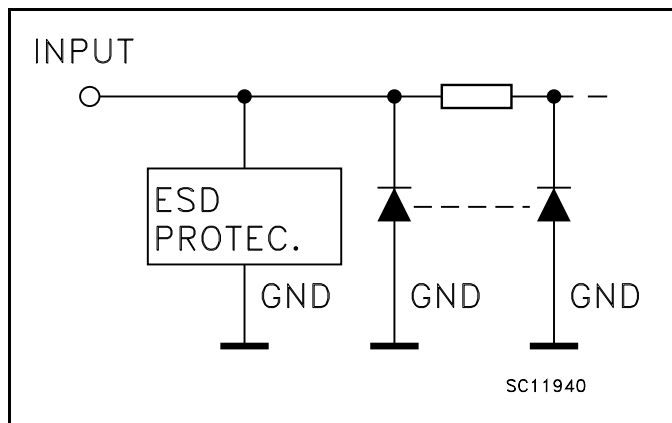 INPUT
ESD
PROTEC.
GND
GND
GND
SC11940